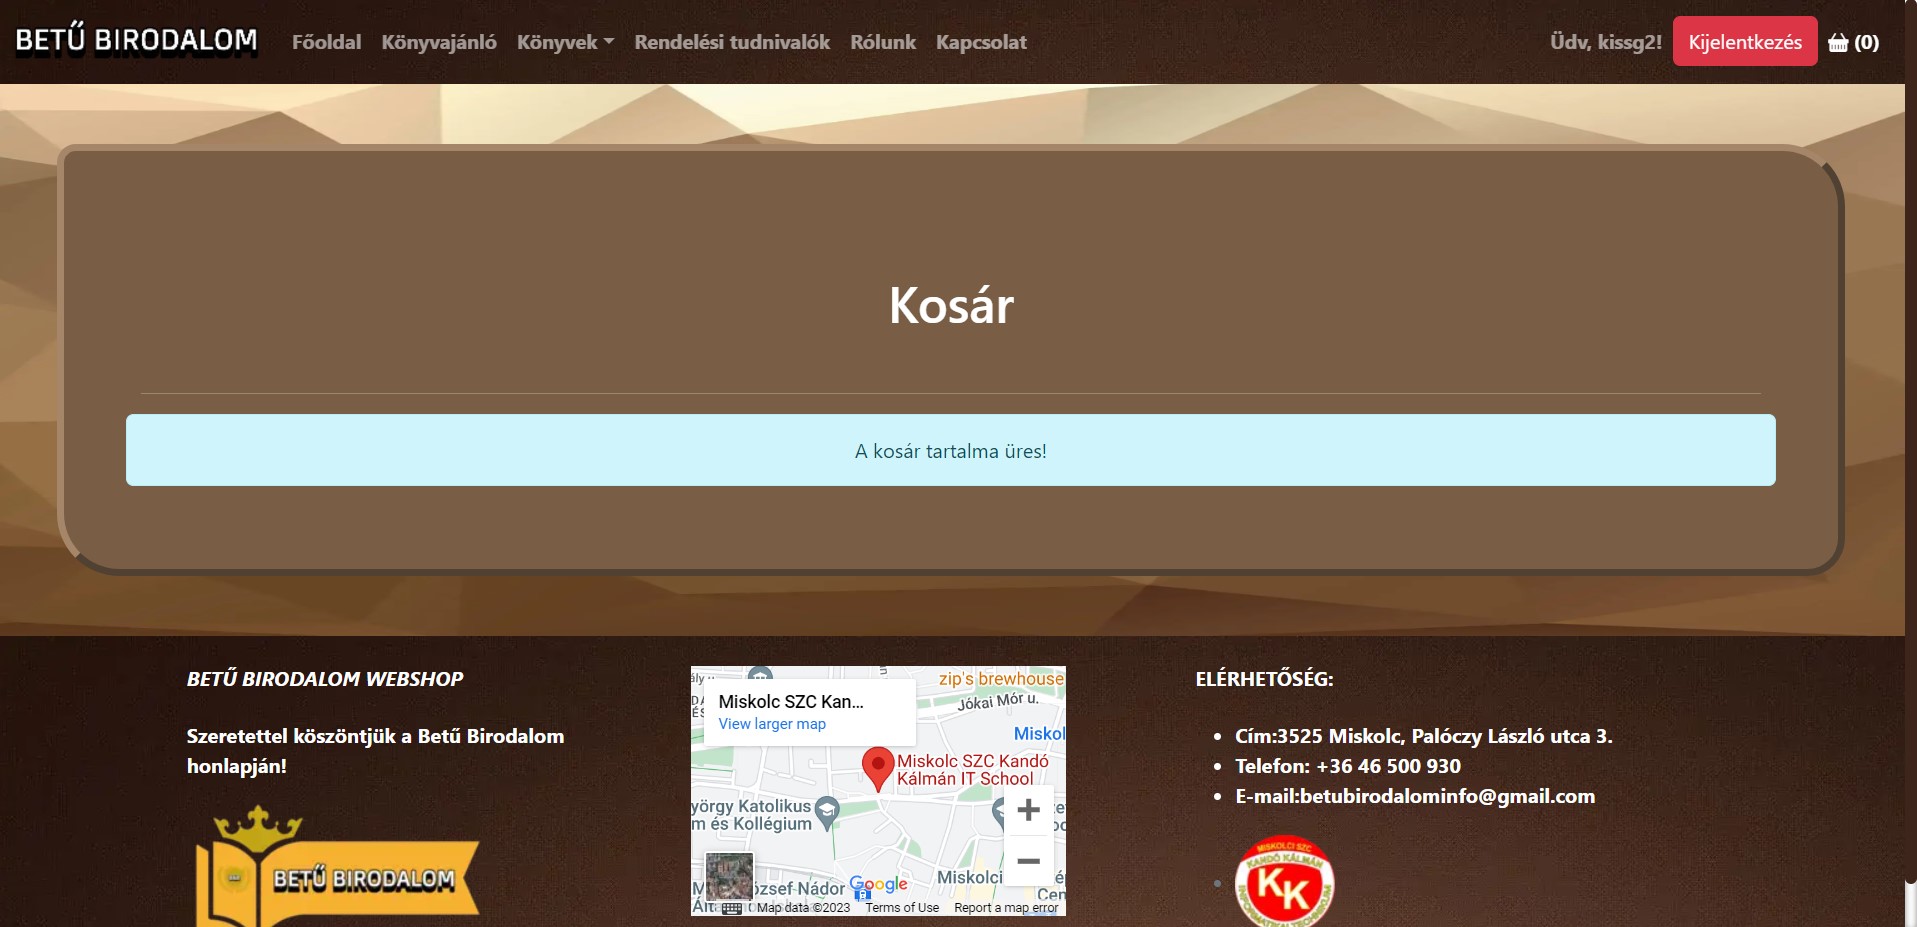 BETŰ BIRODALOM Főoldal Könyvajánló Könyvek Rendelési tudnivalók Rólunk Kapcsolat Üdv, kissg2! Kijelentkezés (0)
Kosár
A kosár tartalma üres!
BETŰ BIRODALOM WEBSHOP
Szeretettel köszöntjük a Betű Birodalom
honlapján!
BETŰ BIRODALOM
zip's brewhouse
Jókai Mór u.
Miskolc SZC Kan...
View larger map
Miskol
Miskolc SZC Kandó
Kálmán IT School
yörgy Katolikus
m és Kollégium
ózsef Nádor
Google
Miskolci
Cen
Map data ©2023 Terms of Use Report a map error
ELÉRHETŐSÉG:
Cím:3525 Miskolc, Palóczy László utca 3.
Telefon: +36 46 500 930
E-mail:betubirodalominfo@gmail.com
MISKOLCI SZC
KANDÓ KÁLMÁN
KK